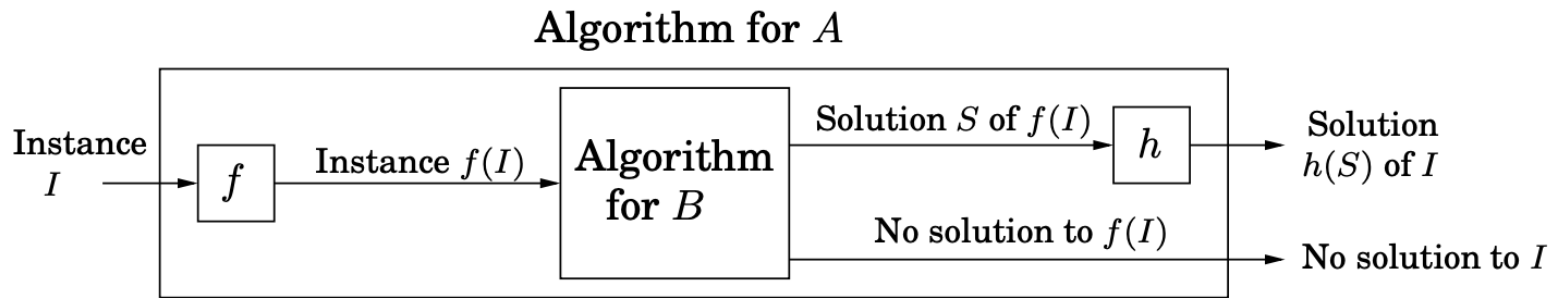 Algorithm for A
Instance
I
f
Instance f(I)
Algorithm
for B
Solution S of f(I)
h
Solution
h(S) of I
No solution to f(I)
No solution to I